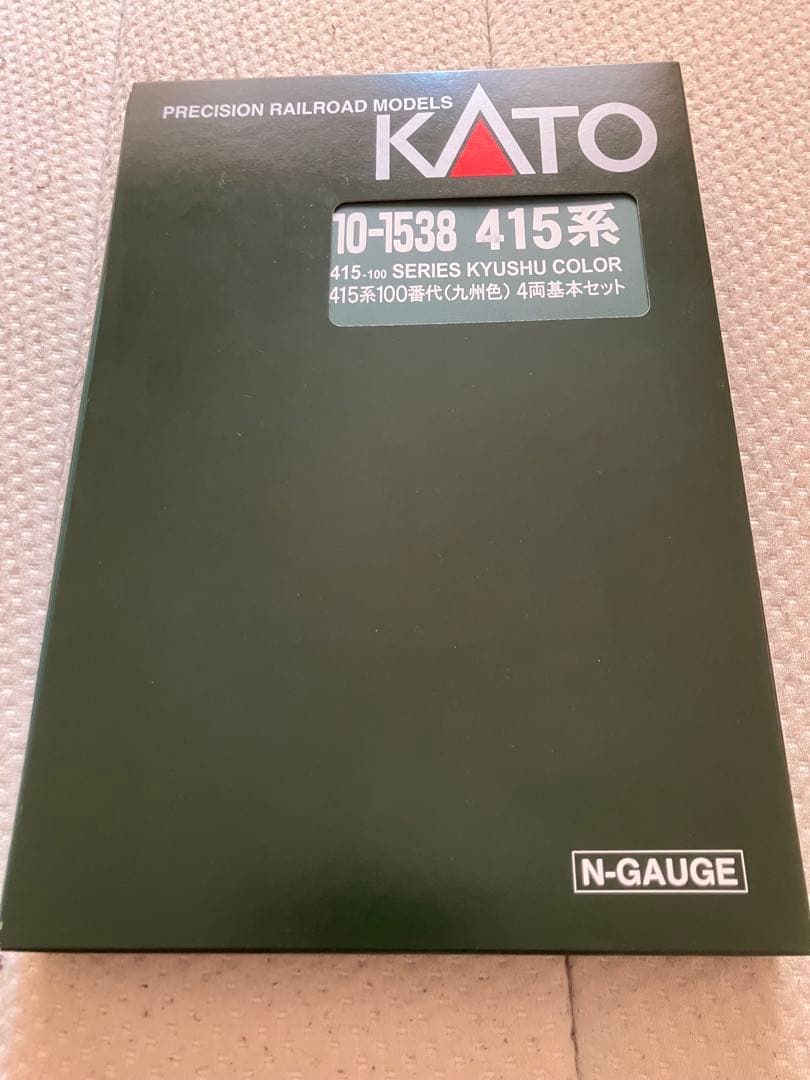 PRECISION RAILROAD MODELS
KATO
10-1538 415系
415-100 SERIES KYUSHU COLOR
415系100番代(九州色) 4両基本セット
N-GAUGE